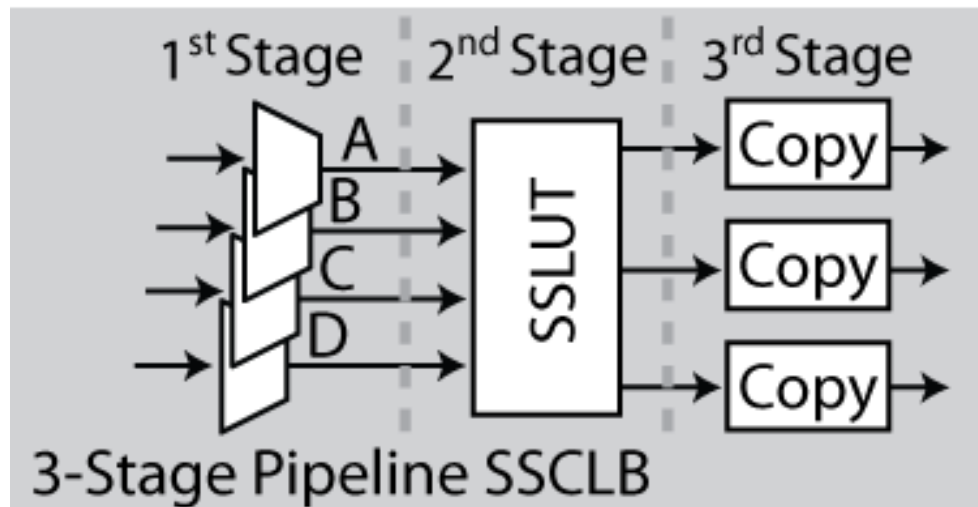 1st Stage 2nd Stage 3rd Stage
A
B
C
D
SSLUT
Copy
Copy
Copy
3-Stage Pipeline SSCLB